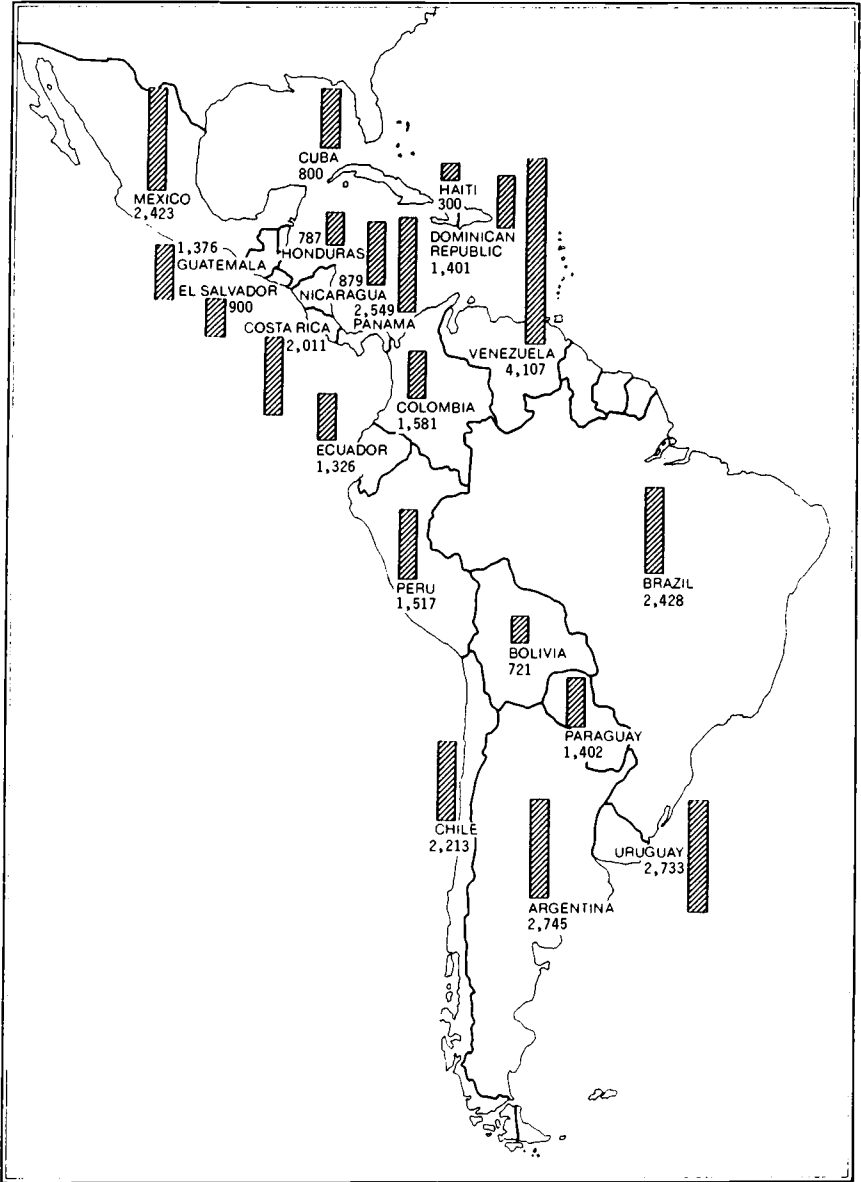 CUBA
800
HAITI
300
MEXICO
2,423
DOMINICAN
REPUBLIC
1,401
787
HONDURAS
1,376
GUATEMALA
879
NICARAGUA
EL SALVADOR
900
2,549
PANAMA
COSTA RICA
2,011
VENEZUELA
4,107
COLOMBIA
1,581
ECUADOR
1,326
PERU
1,517
BRAZIL
2,428
BOLIVIA
721
PARAGUAY
1,402
CHILE
2,213
URUGUAY
2,733
ARGENTINA
2,745